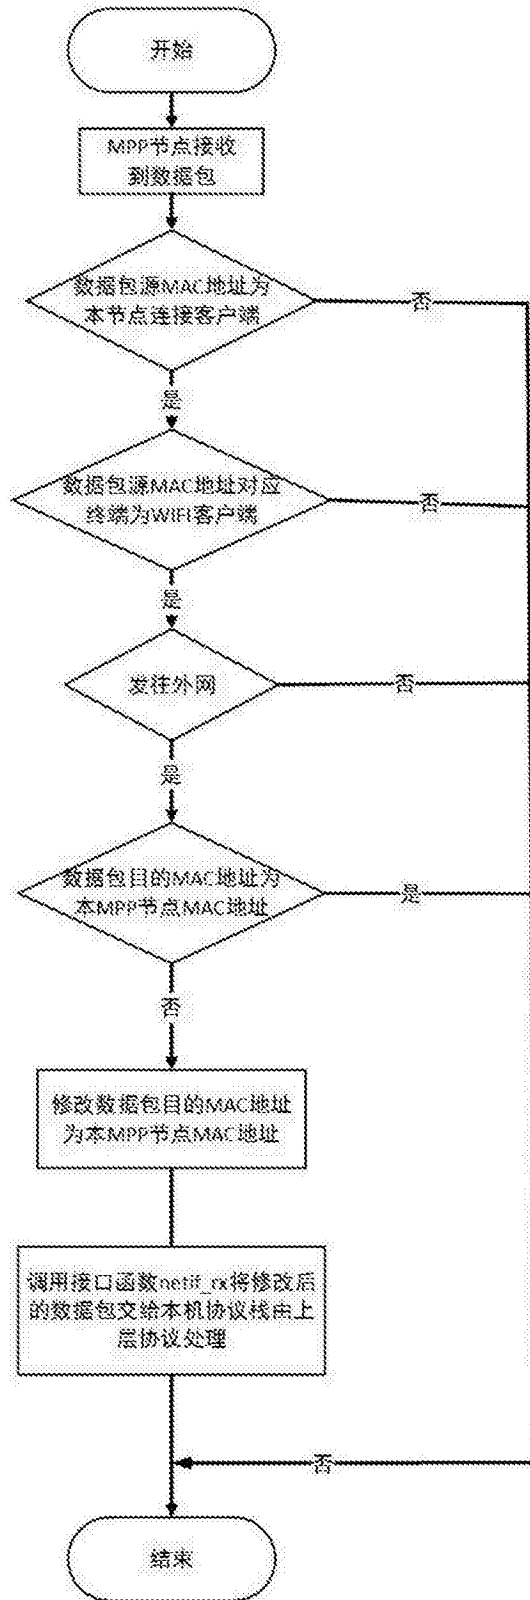 开始
MPP节点接收
到数据包
数据包源MAC地址为
本节点连接客户端
否
是
数据包源MAC地址对应
终端为WIFI客户端
否
是
发往外网
否
是
数据包目的MAC地址为
本MPP节点MAC地址
是
否
修改数据包目的MAC地址
为本MPP节点MAC地址
调用接口函数netif_rx将修改后
的数据包交给本机协议栈由上
层协议处理
否
结束